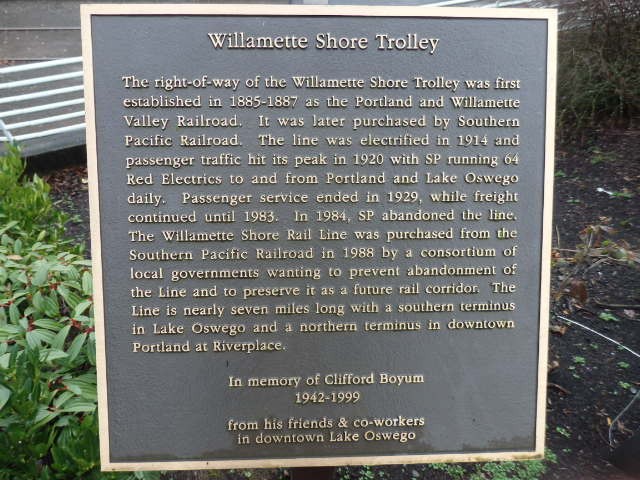 Willamette Shore Trolley
The right-of-way of the Willamette Shore Trolley was first
established in 1885-1887 as the Portland and Willamette
Valley Railroad. It was later purchased by Southern
Pacific Railroad. The line was electrified in 1914 and
passenger traffic hit its peak in 1920 with SP running 64
Red Electrics to and from Portland and Lake Oswego
daily. Passenger service ended in 1929, while freight
continued until 1983. In 1984, SP abandoned the line.
The Willamette Shore Rail Line was purchased from the
Southern Pacific Railroad in 1988 by a consortium of
local governments wanting to prevent abandonment of
the Line and to preserve it as a future rail corridor. The
Line is nearly seven miles long with a southern terminus
in Lake Oswego and a northern terminus in downtown
Portland at Riverplace.
In memory of Clifford Boyum
1942-1999
from his friends & co-workers
in downtown Lake Oswego